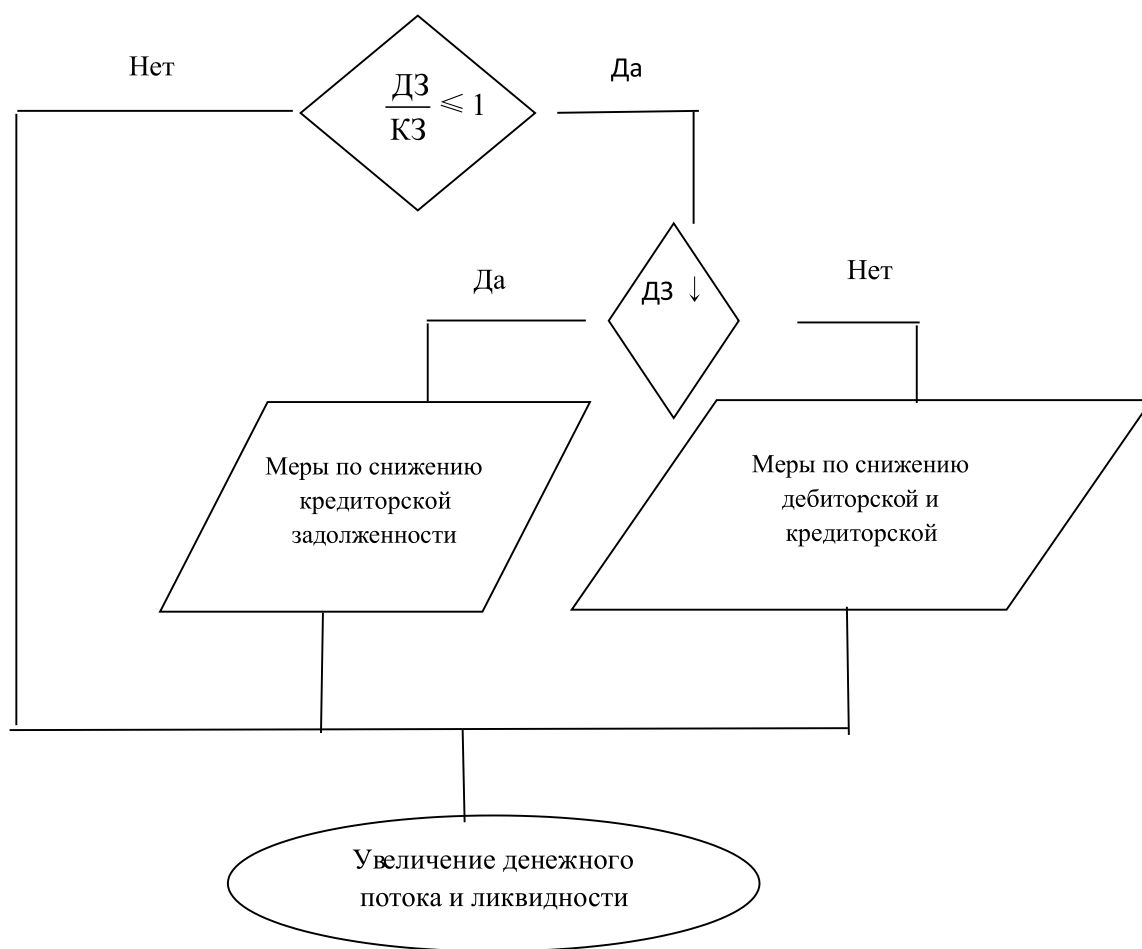 Нет
Да
ДЗ
КЗ
≤ 1
Да
ДЗ ↓
Нет
Меры по снижению
кредиторской
задолженности
Меры по снижению
дебиторской и
кредиторской
Увеличение денежного
потока и ликвидности